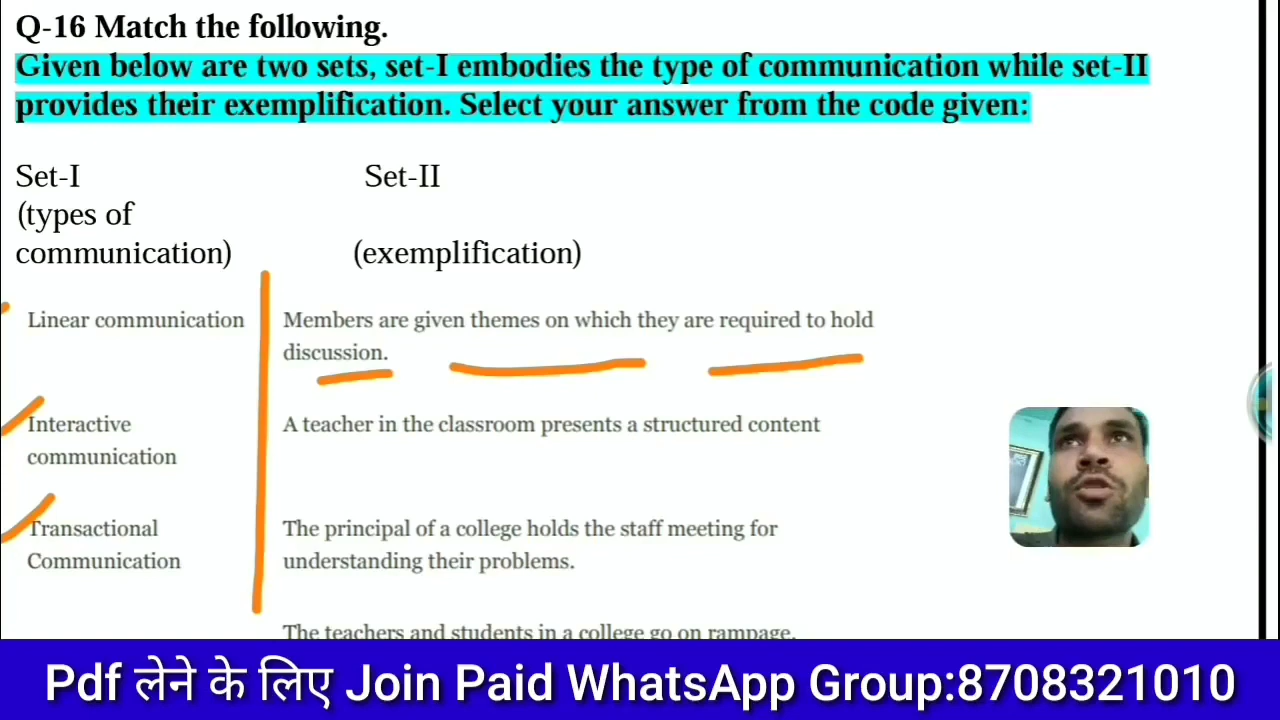 Q-16 Match the following.
Given below are two sets, set-I embodies the type of communication while set-II
provides their exemplification. Select your answer from the code given:
Set-I Set-II
(types of
communication) (exemplification)
Linear communication Members are given themes on which they are required to hold
discussion.
Interactive A teacher in the classroom presents a structured content
communication
Transactional The principal of a college holds the staff meeting for
Communication understanding their problems.
The teachers and students in a college go on rampage.
Pdf लेने के लिए Join Paid WhatsApp Group:8708321010